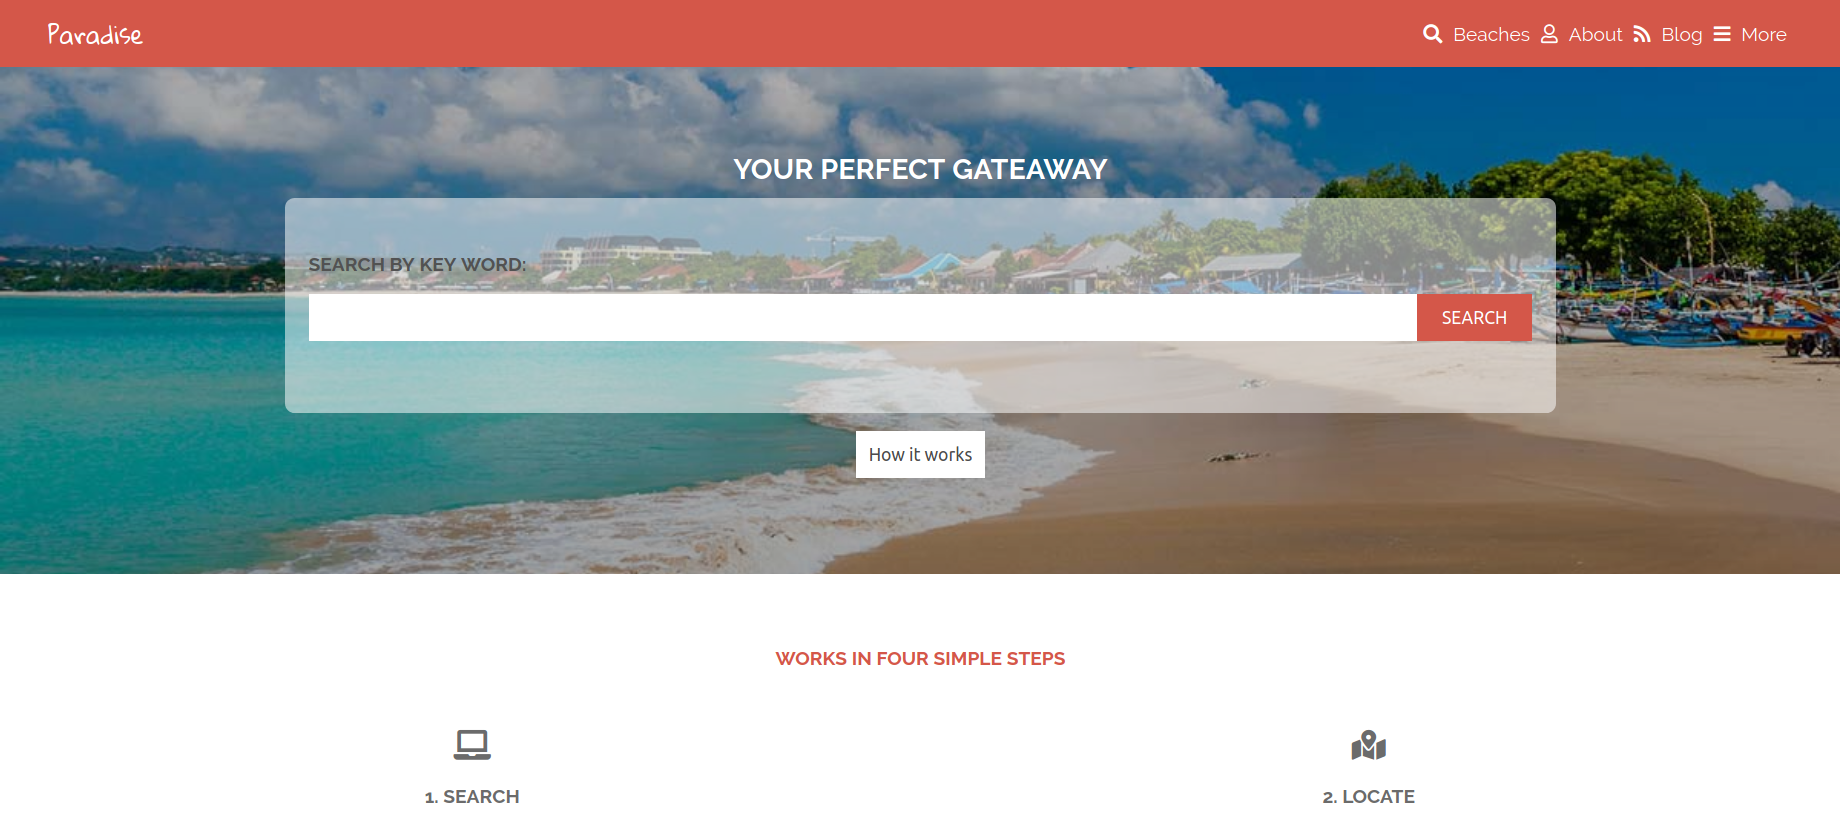 Paradise
Beaches About Blog More
YOUR PERFECT GATEAWAY
SEARCH BY KEY WORD:
SEARCH
How it works
WORKS IN FOUR SIMPLE STEPS
1. SEARCH
2. LOCATE